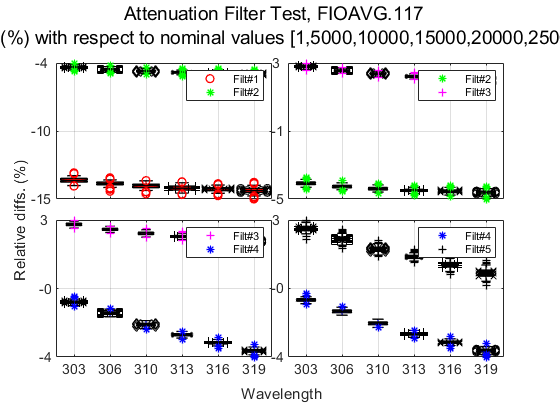 Attenuation Filter Test, FIOAVG.117
(%) with respect to nominal values [1,5000,10000,15000,20000,250
-4
-10
-15
Filt#1
Filt#2
3
-1
-5
Filt#2
Filt#3
Relative diffs. (%)
3
-0
-4
Filt#3
Filt#4
303 306 310 313 316 319
3
-0
-4
Filt#4
Filt#5
303 306 310 313 316 319
Wavelength